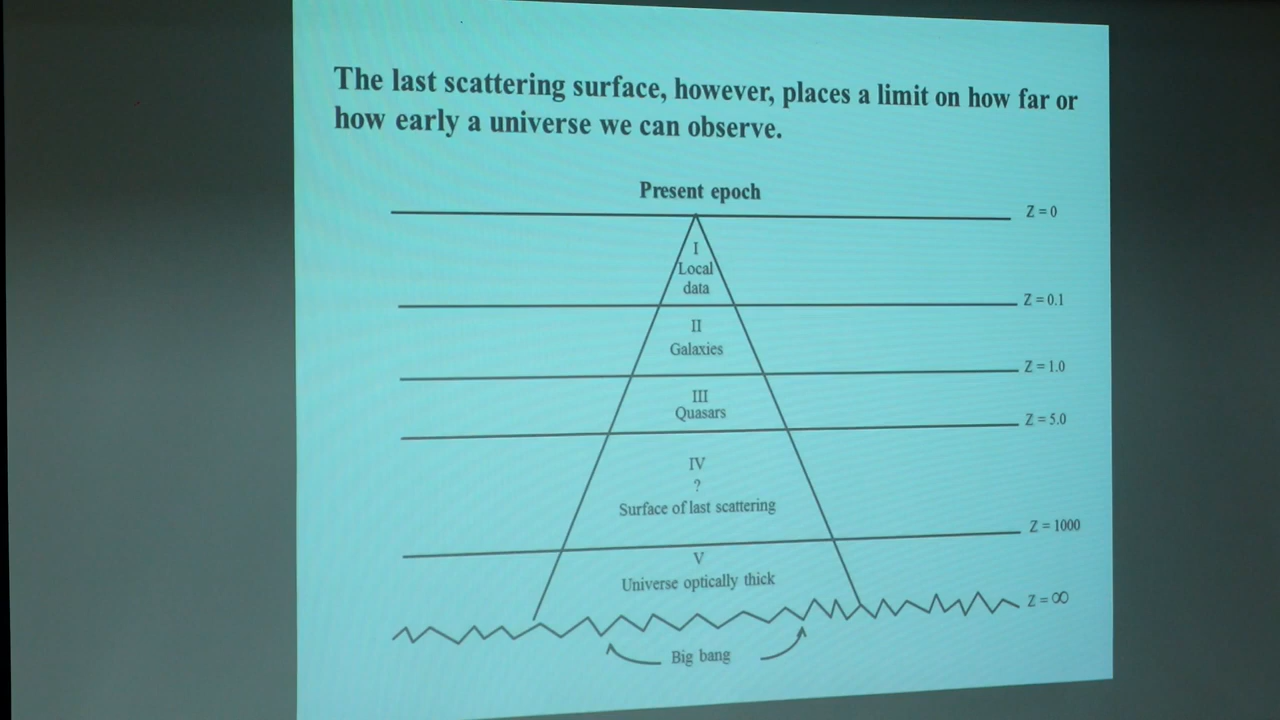 The last scattering surface, however, places a limit on how far or
how early a universe we can observe.
Present epoch
Z = 0
I
Local
data
Z = 0.1
II
Galaxies
Z = 1.0
III
Quasars
Z = 5.0
IV
?
Surface of last scattering
Z = 1000
V
Universe optically thick
Z = ∞
Big bang